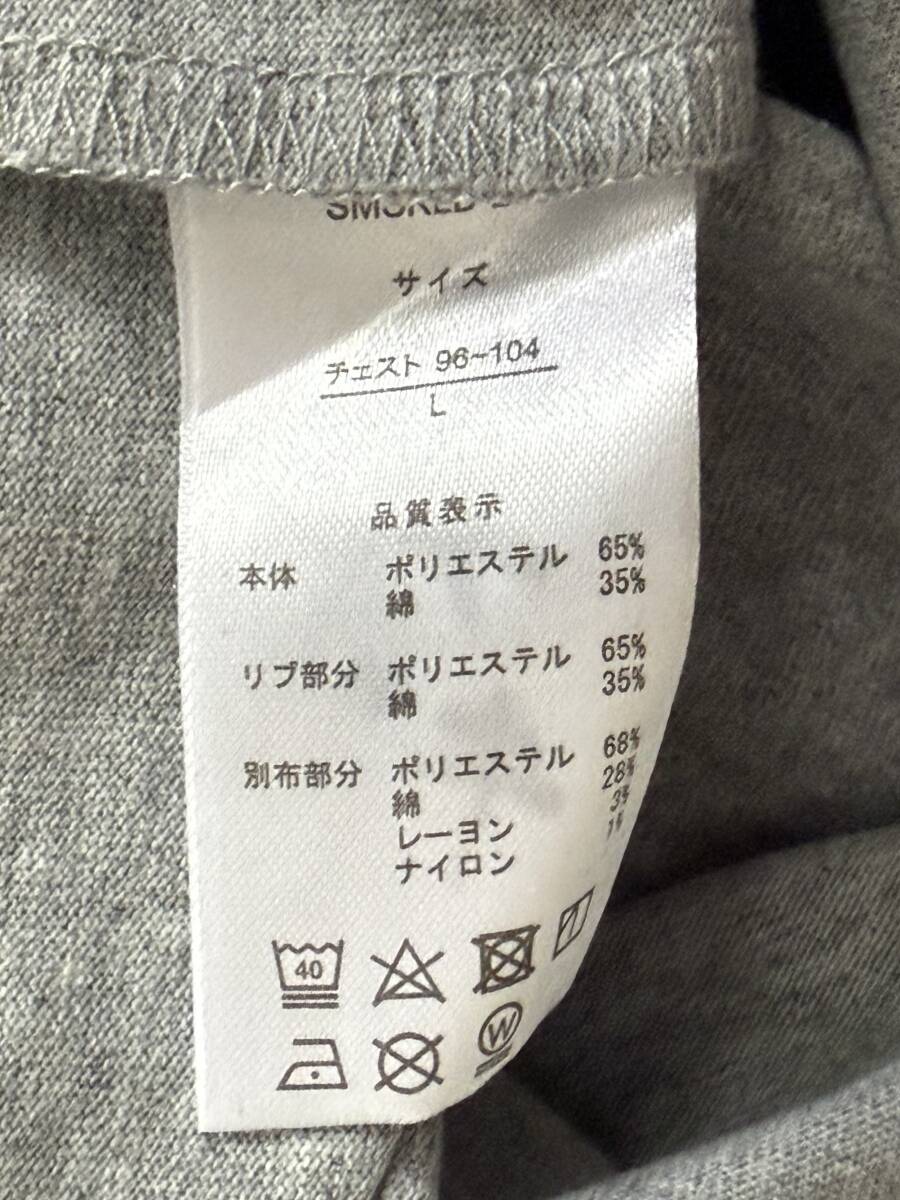 サイズ
チェスト 96~104
L
品質表示
本体 ポリエステル 65%
綿 35%
リブ部分 ポリエステル 65%
綿 35%
別布部分 ポリエステル 68%
綿 28%
レーヨン 3%
ナイロン 1%
40
W